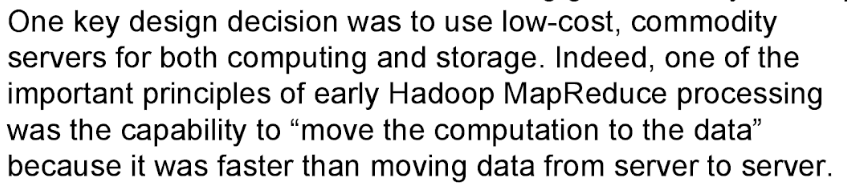 One key design decision was to use low-cost, commodity
servers for both computing and storage. Indeed, one of the
important principles of early Hadoop MapReduce processing
was the capability to “move the computation to the data”
because it was faster than moving data from server to server.